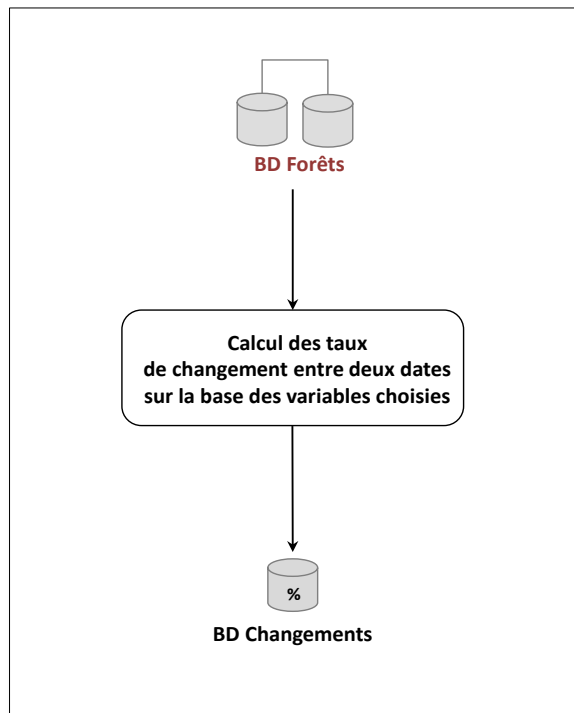 BD Forêts
Calcul des taux
de changement entre deux dates
sur la base des variables choisies
%
BD Changements